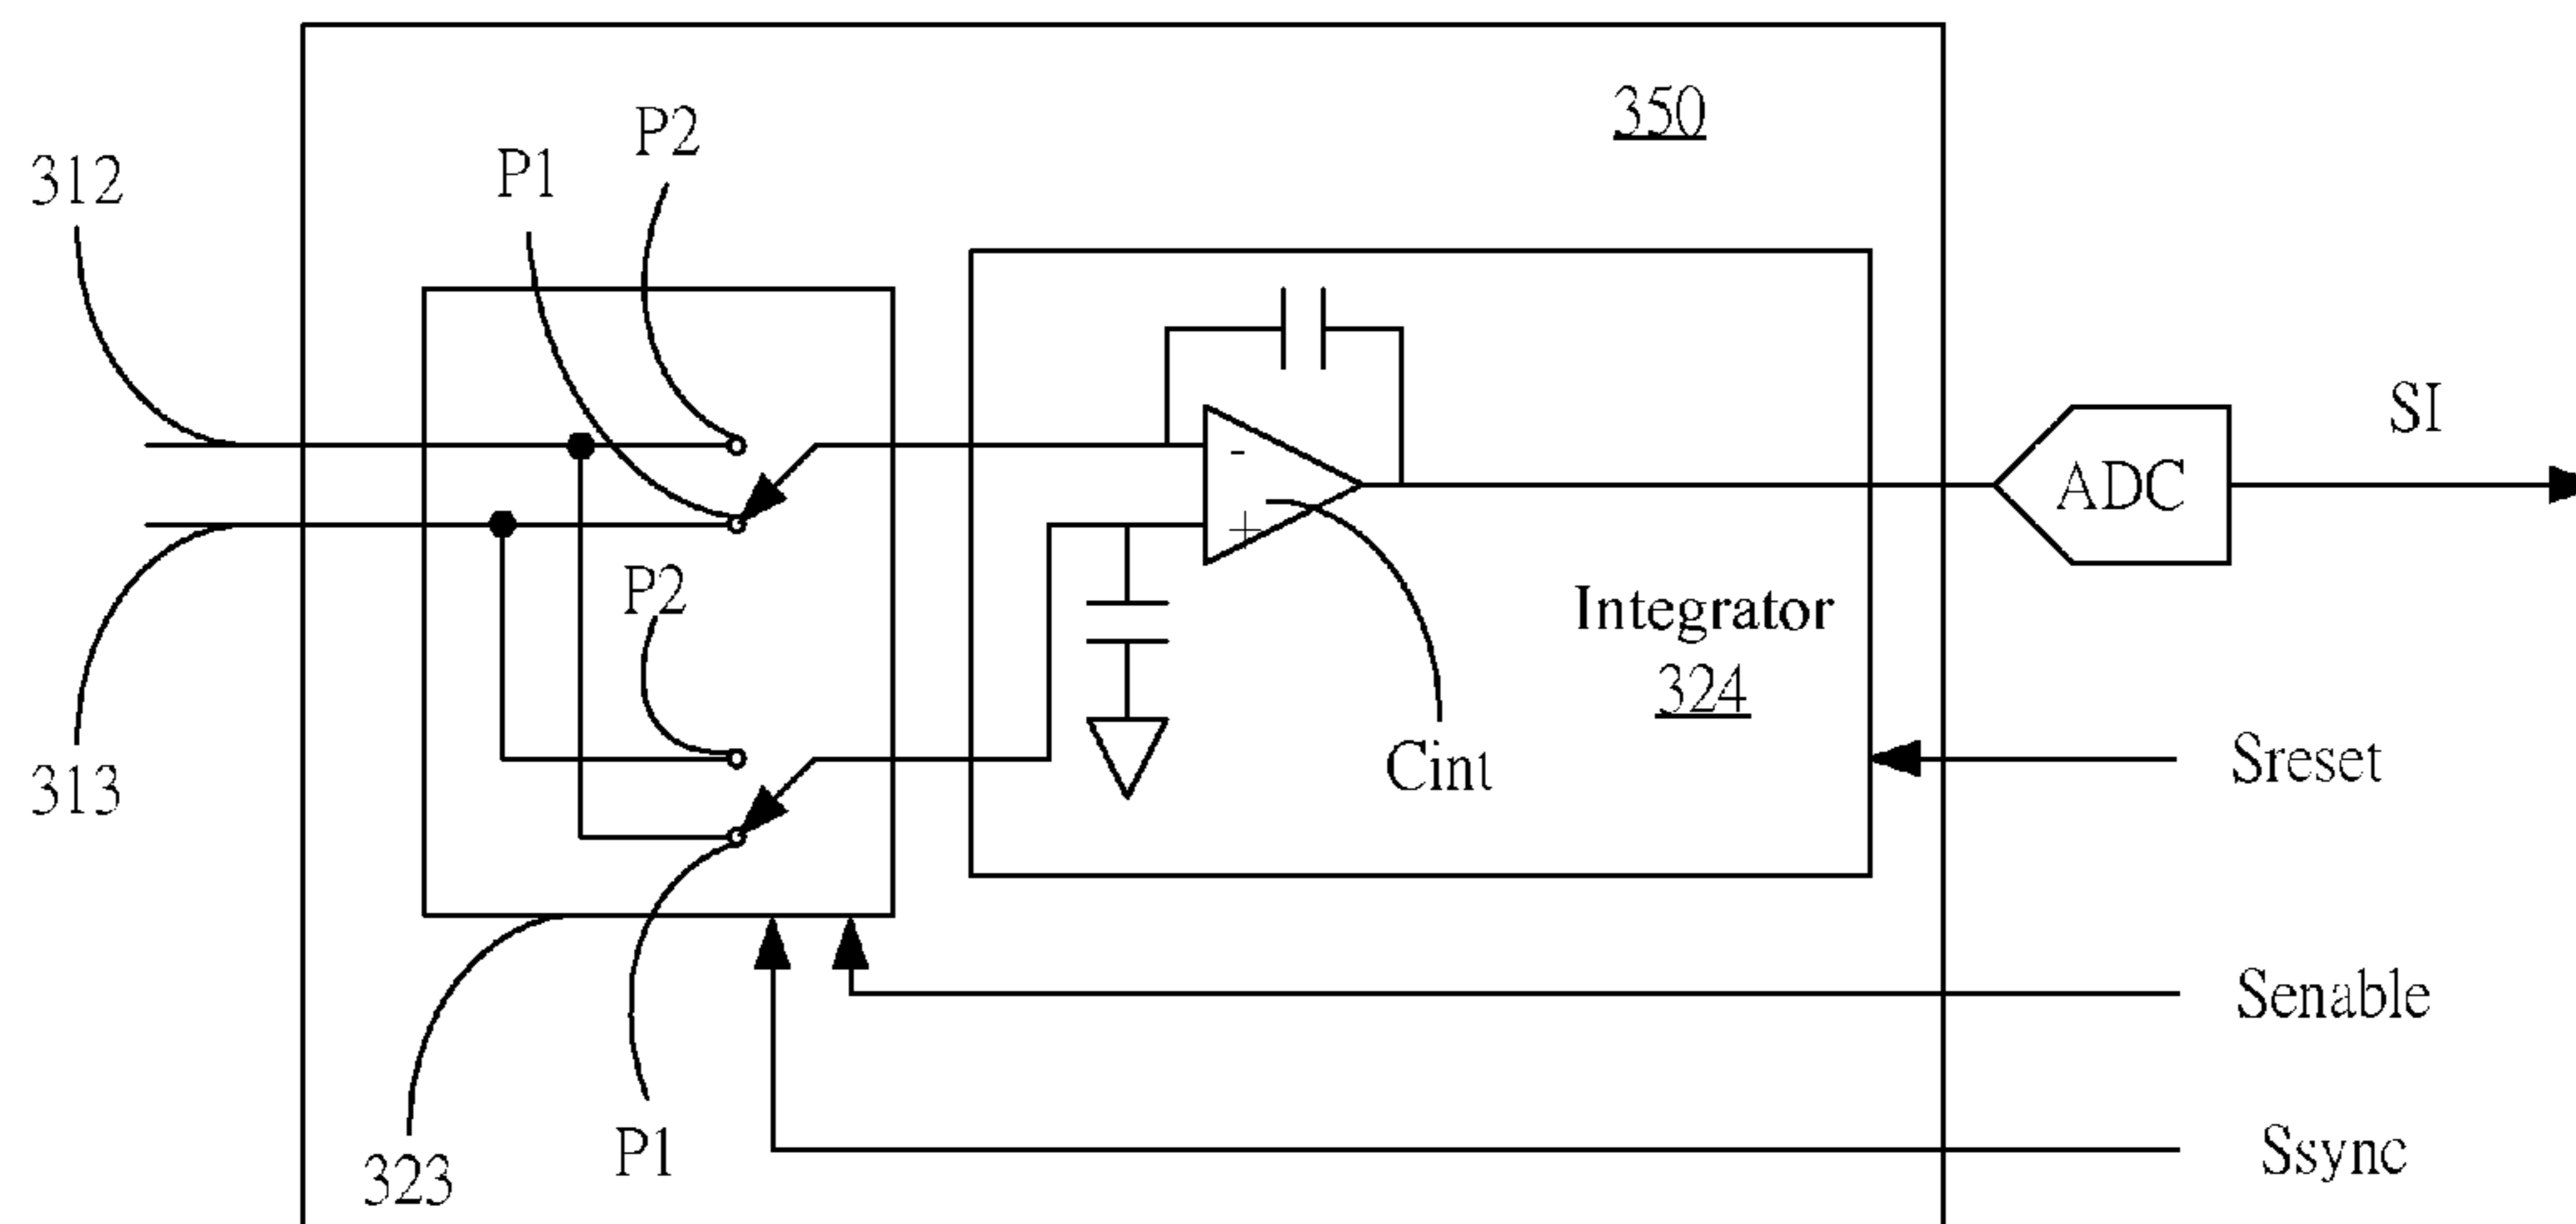 350
P2
P1
312
SI
-
ADC
+
P2
Integrator
324
313
Cint
Sreset
Senable
P1
323
Ssync